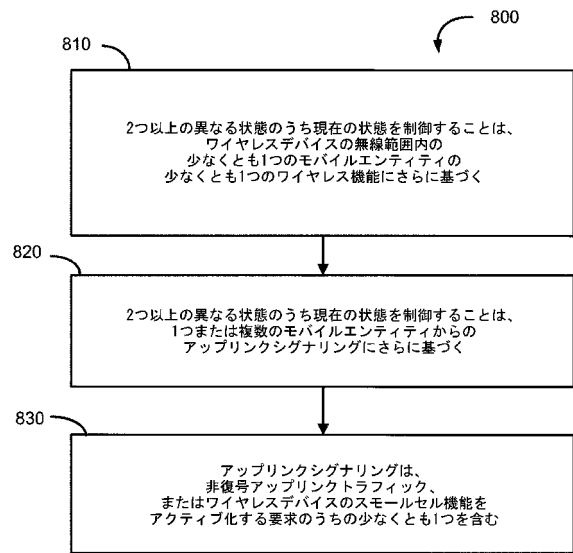 800
810
2つ以上の異なる状態のうち現在の状態を制御することは、
ワイヤレスデバイスの無線範囲内の
少なくとも1つのモバイルエンティティの
少なくとも1つのワイヤレス機能にさらに基づく
820
2つ以上の異なる状態のうち現在の状態を制御することは、
1つまたは複数のモバイルエンティティからの
アップリンクシグナリングにさらに基づく
830
アップリンクシグナリングは、
非復号アップリンクトラフィック、
またはワイヤレスデバイスのスモールセル機能を
アクティブ化する要求のうちの少なくとも1つを含む